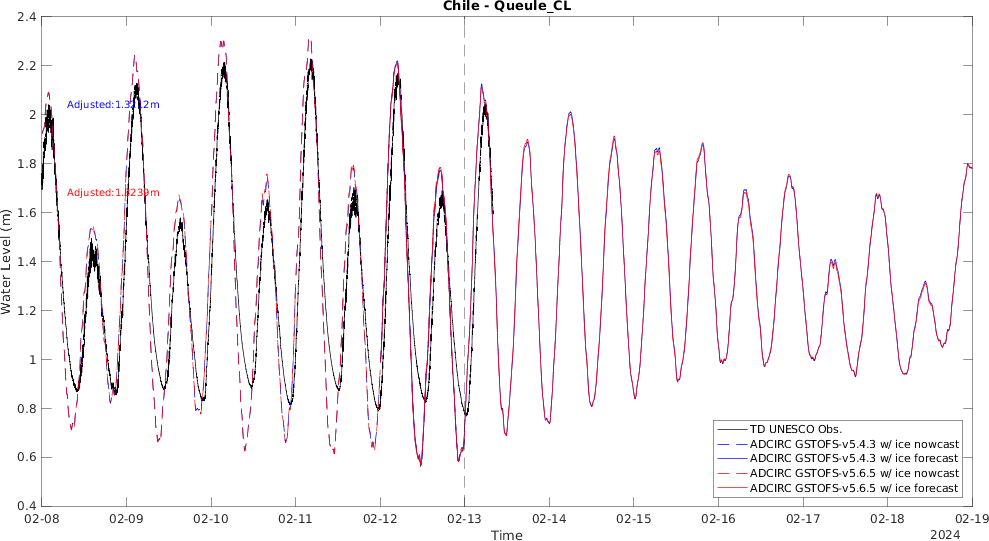 Chile - Queule_CL
2.4
2.2
2
1.8
1.6
1.4
1.2
1
0.8
0.6
0.4
Water Level (m)
Adjusted:1.3212m
Adjusted:1.3239m
TD UNESCO Obs.
ADCIRC GSTOFS-v5.4.3 w/ ice nowcast
ADCIRC GSTOFS-v5.4.3 w/ ice forecast
ADCIRC GSTOFS-v5.6.5 w/ ice nowcast
ADCIRC GSTOFS-v5.6.5 w/ ice forecast
02-08 02-09 02-10 02-11 02-12 02-13 02-14 02-15 02-16 02-17 02-18 02-19
Time
2024